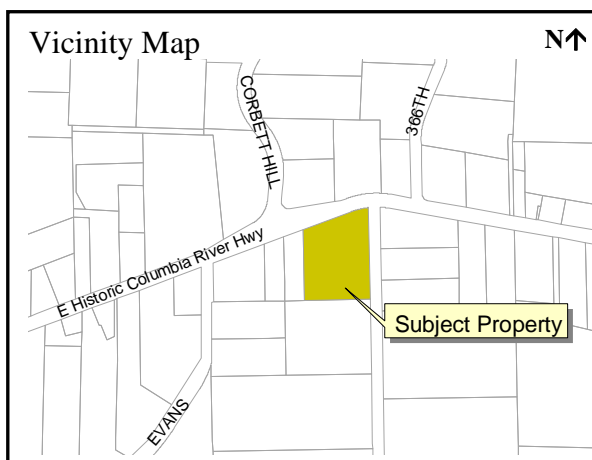 Vicinity Map
N↑
CORBETT HILL
366TH
E Historic Columbia River Hwy
Subject Property
EVANS